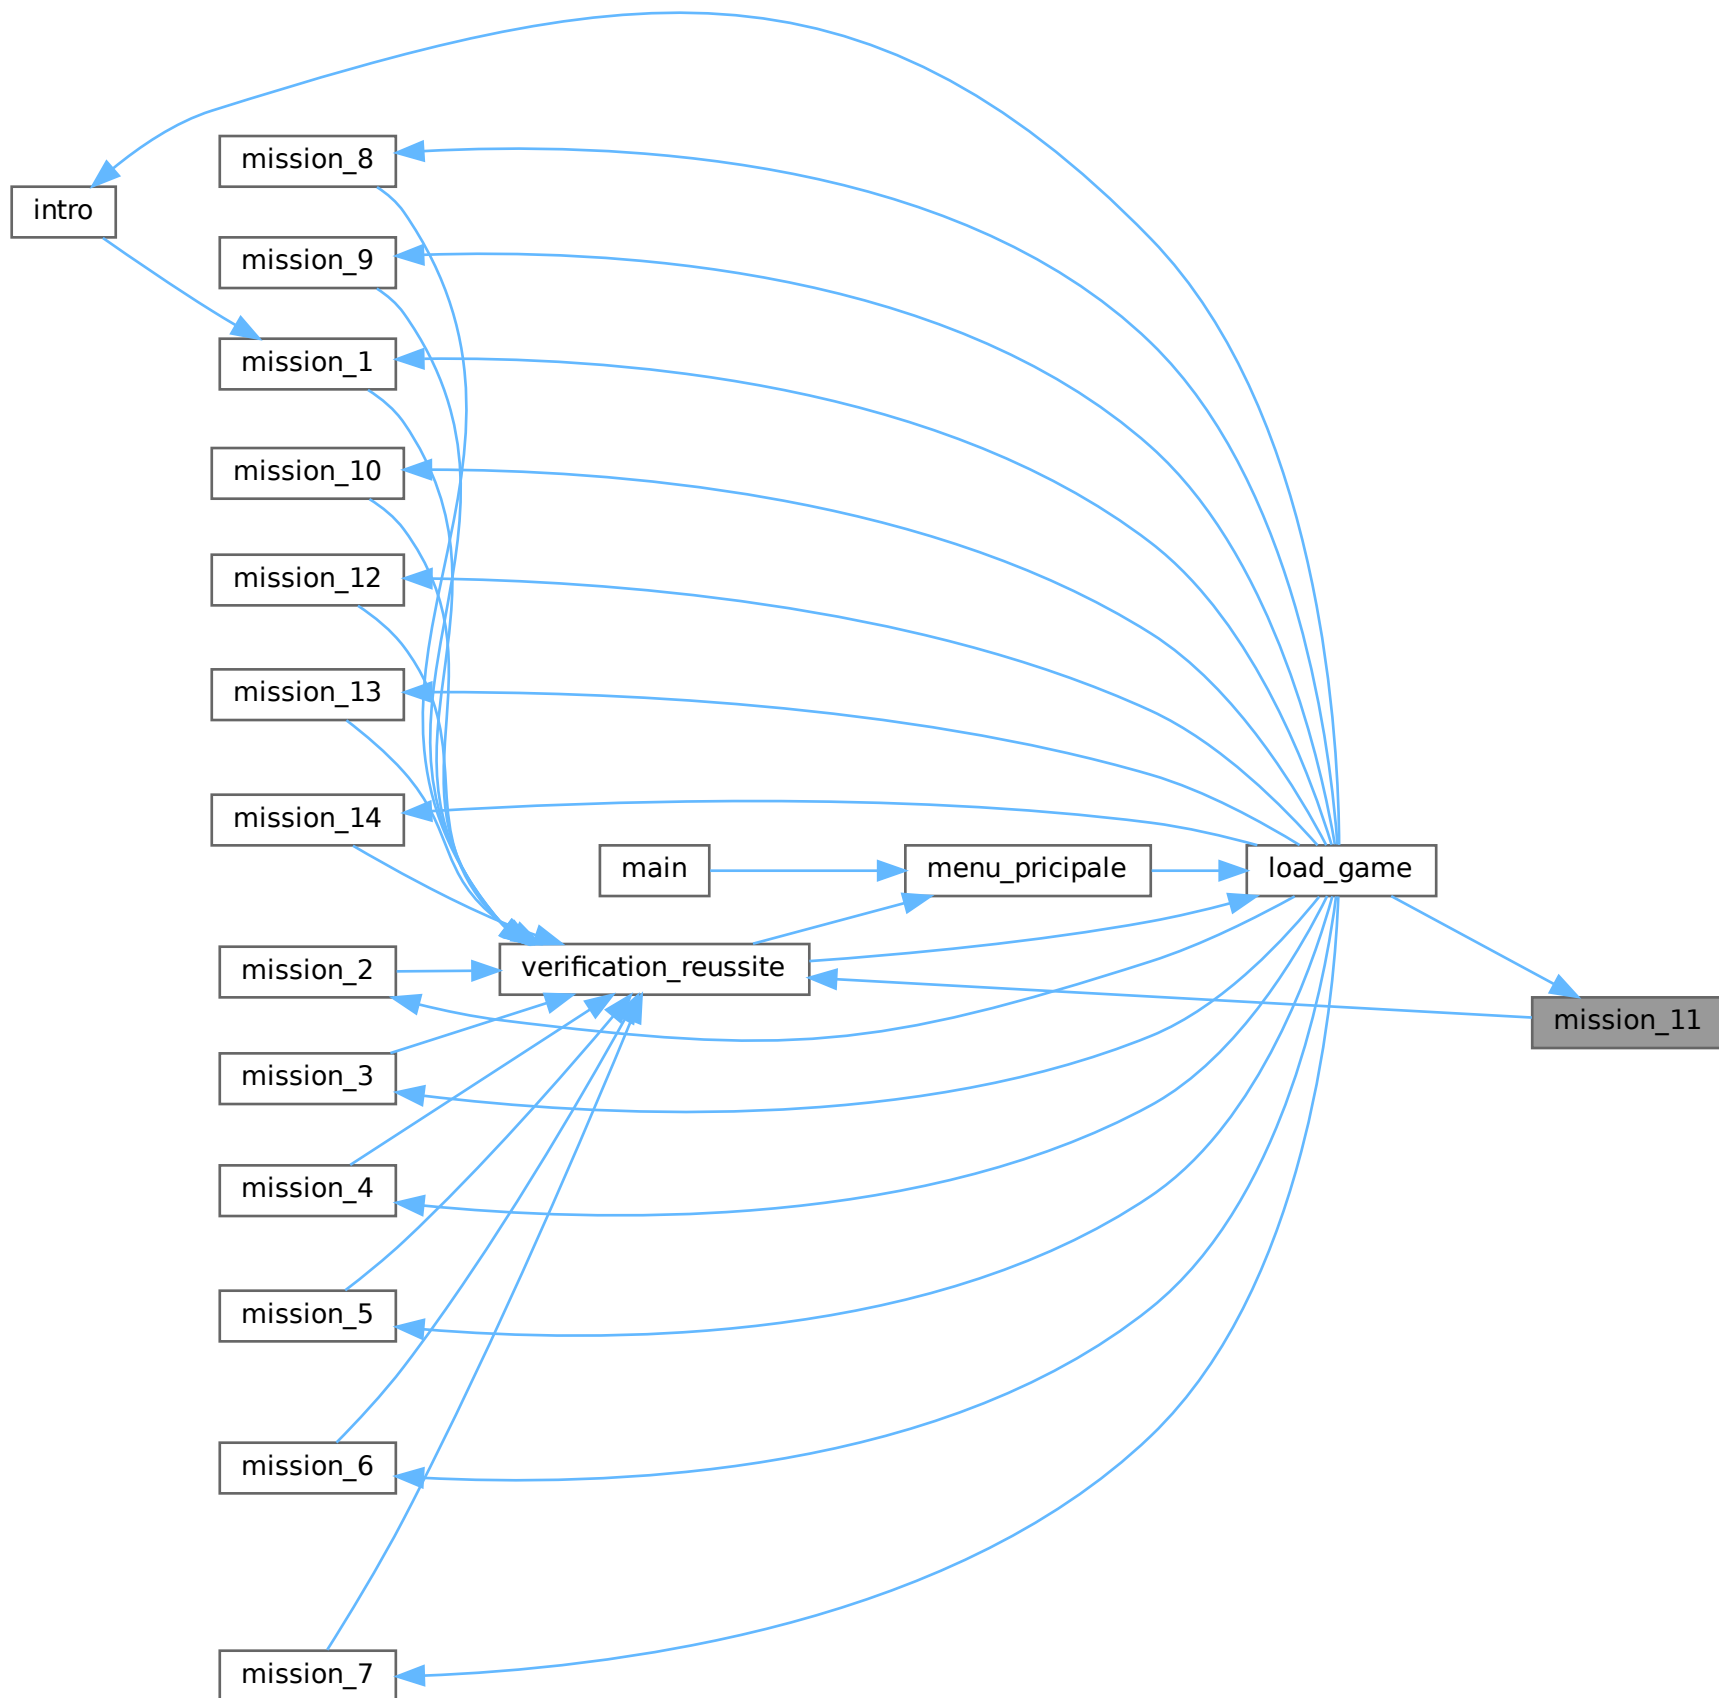 mission_8
intro
mission_9
mission_1
mission_10
mission_12
mission_13
mission_14
main
menu_pricipale
load_game
mission_2
verification_reussite
mission_11
mission_3
mission_4
mission_5
mission_6
mission_7